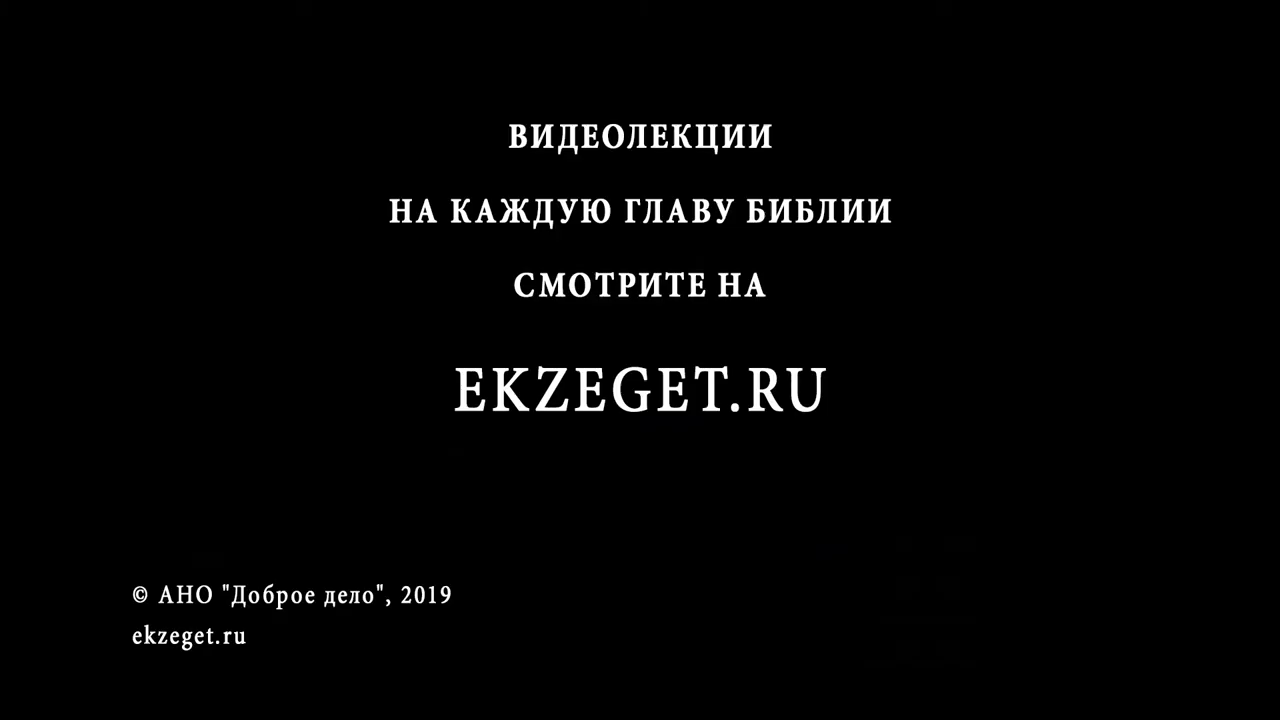 ВИДЕОЛЕКЦИИ
НА КАЖДУЮ ГЛАВУ БИБЛИИ
СМОТРИТЕ НА
EKZEGET.RU
© АНО "Доброе дело", 2019
ekzeget.ru